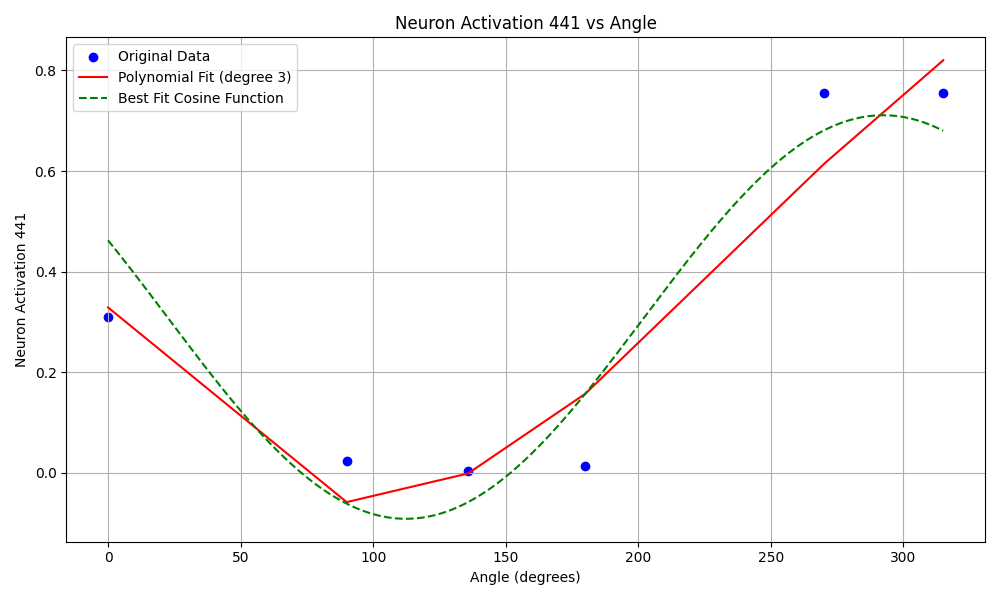 Neuron Activation 441 vs Angle
Original Data
Polynomial Fit (degree 3)
Best Fit Cosine Function
Neuron Activation 441
0.8
0.6
0.4
0.2
0.0
0 50 100 150 200 250 300
Angle (degrees)